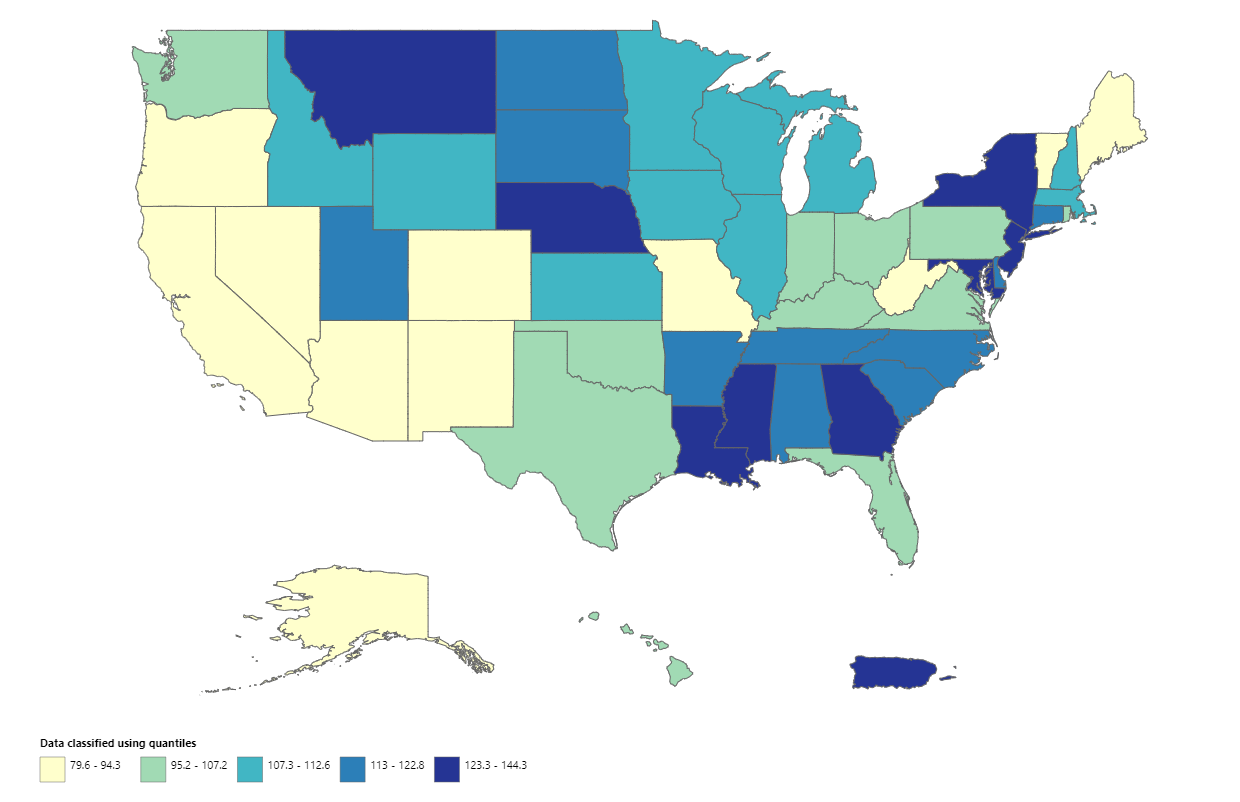 Data classified using quantiles
79.6 - 94.3
95.2 - 107.2
107.3 - 112.6
113 - 122.8
123.3 - 144.3